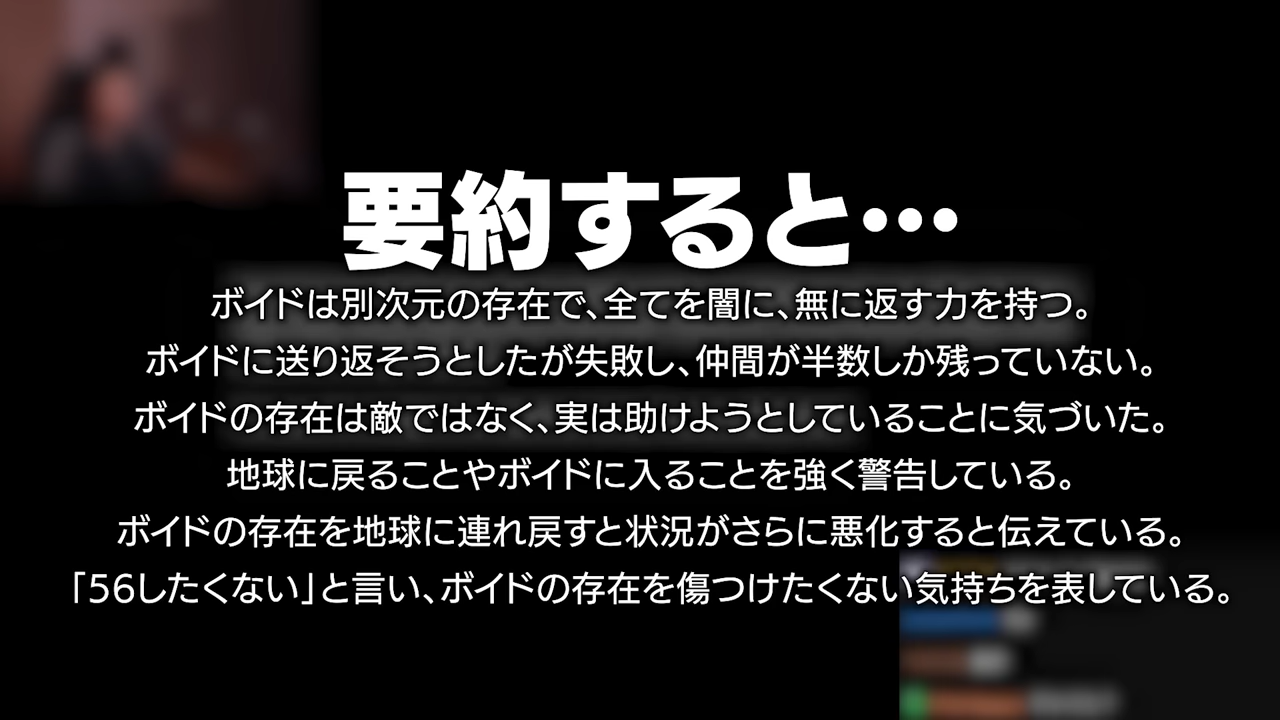 要約すると…
ボイドは別次元の存在で、全てを闇に、無に返す力を持つ。
ボイドに送り返そうとしたが失敗し、仲間が半数しか残っていない。
ボイドの存在は敵ではなく、実は助けようとしていることに気づいた。
地球に戻ることやボイドに入ることを強く警告している。
ボイドの存在を地球に連れ戻すと状況がさらに悪化すると伝えている。
「56したくない」と言い、ボイドの存在を傷つけたくない気持ちを表している。